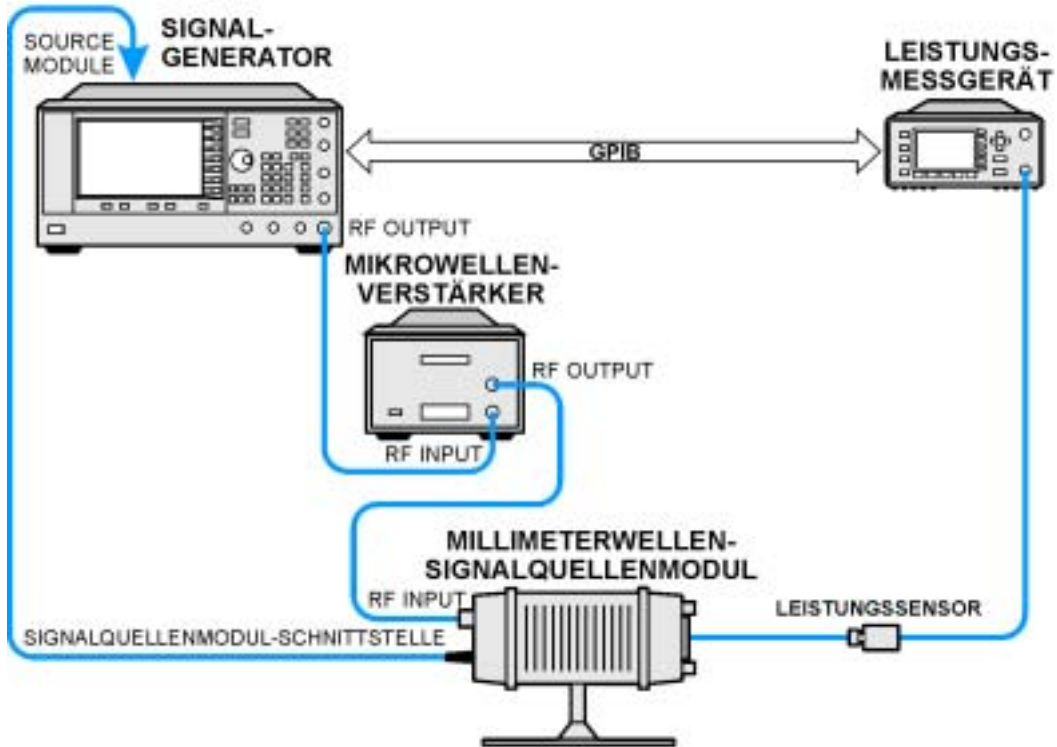 SOURCE
MODULE
SIGNAL-
GENERATOR
LEISTUNGS-
MESSGERÄT
GPIB
RF OUTPUT
MIKROWELLEN-
VERSTÄRKER
RF OUTPUT
RF INPUT
MILLIMETERWELLEN-
SIGNALQUELLENMODUL
RF INPUT
LEISTUNGSSENSOR
SIGNALQUELLENMODUL-SCHNITTSTELLE